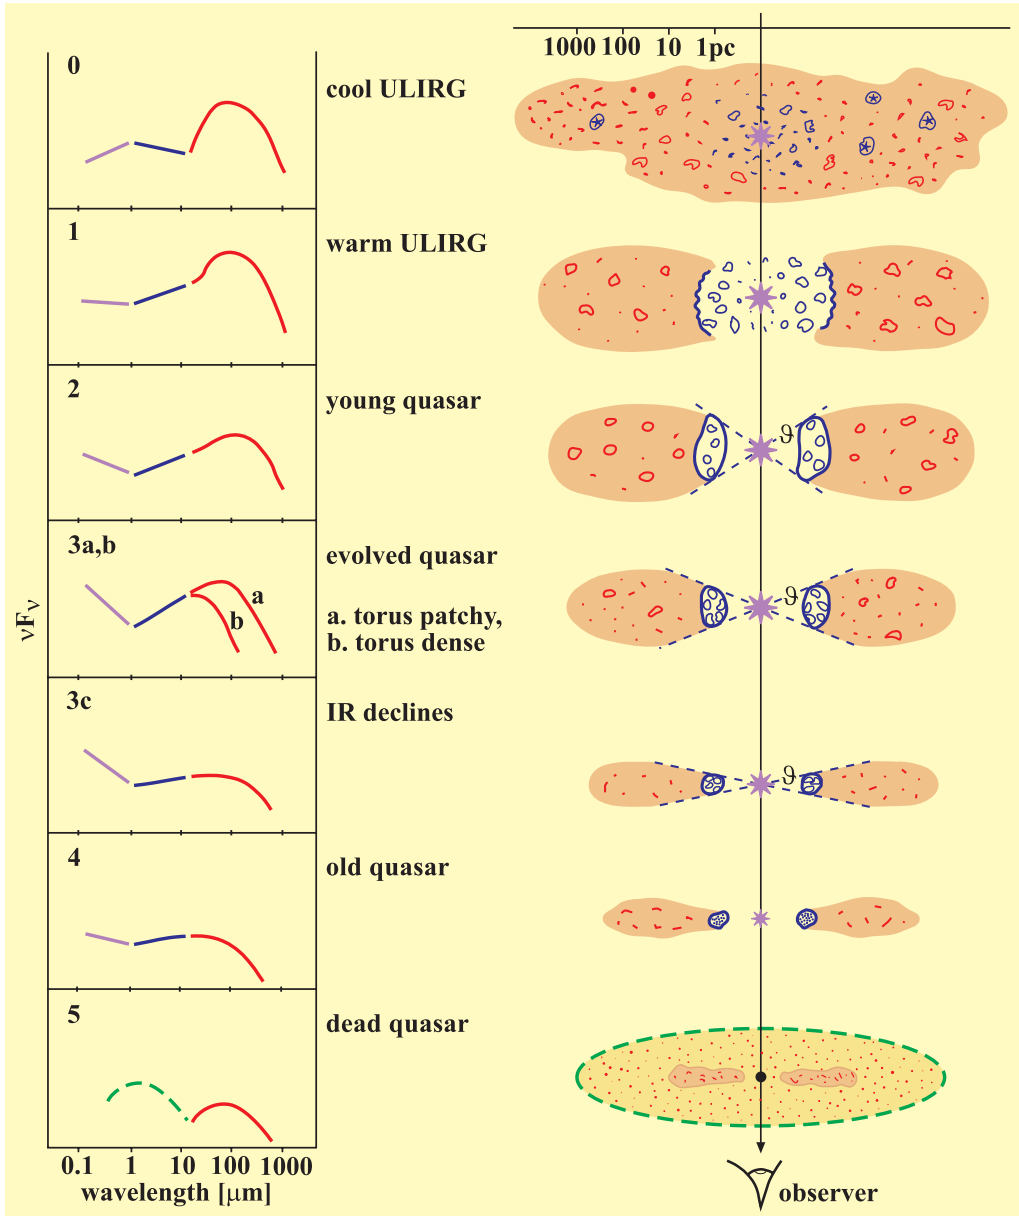 1000 100 10 1pc
0
cool ULIRG
1
warm ULIRG
2
young quasar
ϑ
3a,b
evolved quasar
a
b
a. torus patchy,
b. torus dense
ϑ
νFν
3c
IR declines
ϑ
4
old quasar
5
dead quasar
0.1 1 10 100 1000
wavelength [μm]
observer